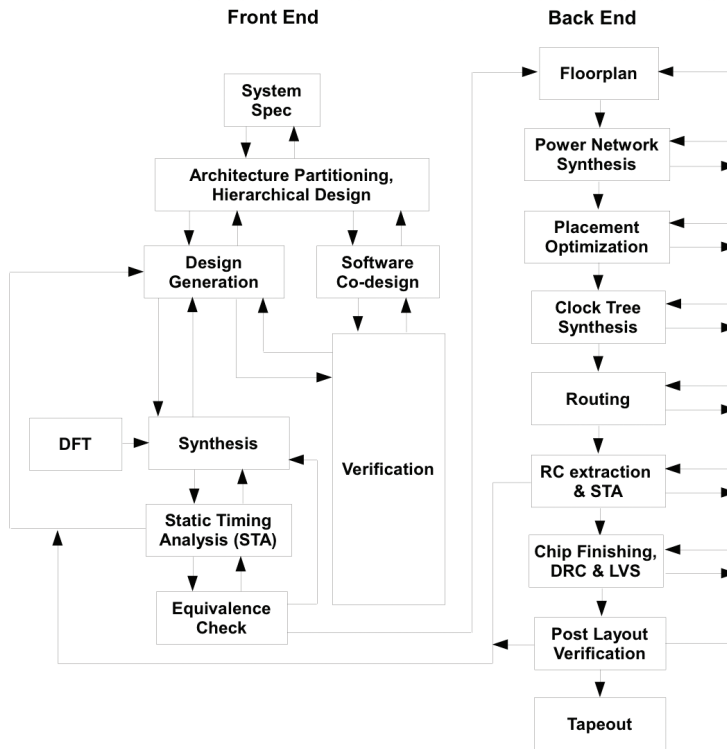 Front End
System
Spec
Architecture Partitioning,
Hierarchical Design
Design
Generation
Software
Co-design
DFT
Synthesis
Verification
Static Timing
Analysis (STA)
Equivalence
Check
Back End
Floorplan
Power Network
Synthesis
Placement
Optimization
Clock Tree
Synthesis
Routing
RC extraction
& STA
Chip Finishing,
DRC & LVS
Post Layout
Verification
Tapeout